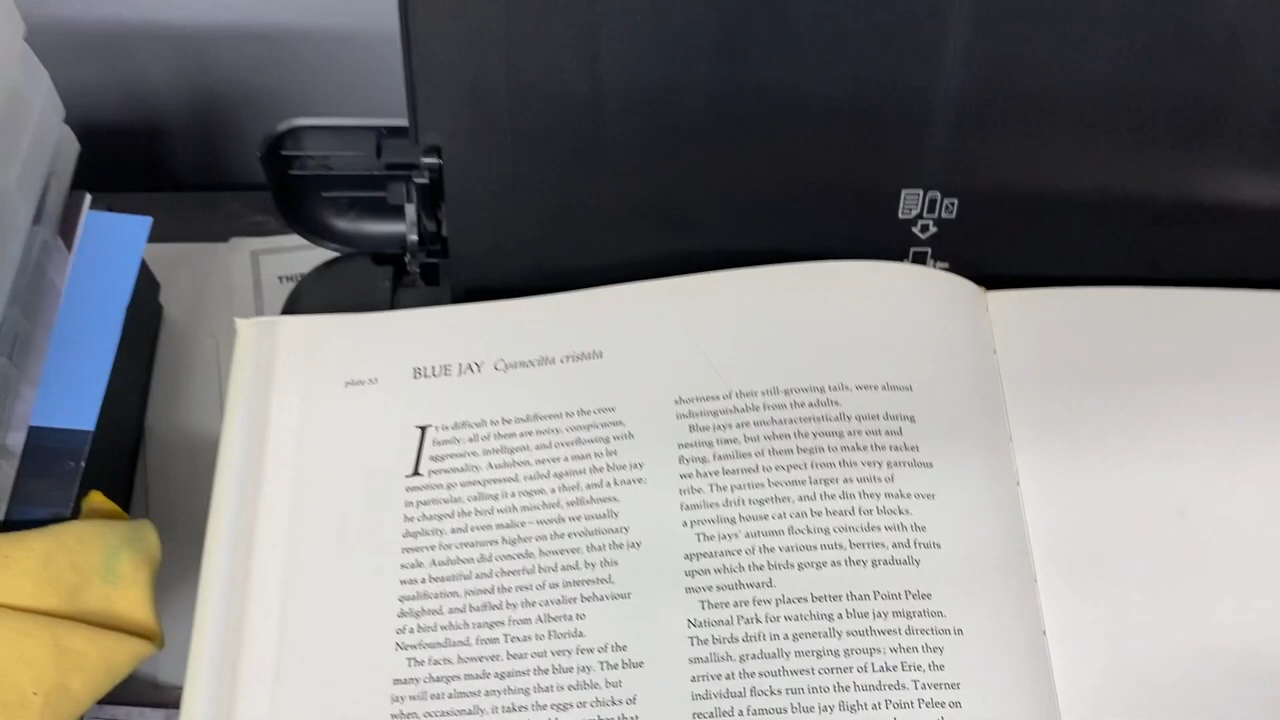 THI
plate 53
BLUE JAY Cyanocitta cristata
It is difficult to be indifferent to the crow
family; all of them are noisy, conspicuous,
aggressive, intelligent, and overflowing with
personality. Audubon, never a man to let
emotion go unexpressed, railed against the blue jay
in particular, calling it a rogue, a thief, and a knave;
he charged the bird with mischief, selfishness,
duplicity, and even malice – words we usually
reserve for creatures higher on the evolutionary
scale. Audubon did concede, however, that the jay
was a beautiful and cheerful bird and, by this
qualification, joined the rest of us interested,
delighted, and baffled by the cavalier behaviour
of a bird which ranges from Alberta to
Newfoundland, from Texas to Florida.
The facts, however, bear out very few of the
many charges made against the blue jay. The blue
jay will eat almost anything that is edible, but
when, occasionally, it takes the eggs or chicks of
shortness of their still-growing tails, were almost
indistinguishable from the adults.
Blue jays are uncharacteristically quiet during
nesting time, but when the young are out and
flying, families of them begin to make the racket
we have learned to expect from this very garrulous
tribe. The parties become larger as units of
families drift together, and the din they make over
a prowling house cat can be heard for blocks.
The jays' autumn flocking coincides with the
appearance of the various nuts, berries, and fruits
upon which the birds gorge as they gradually
move southward.
There are few places better than Point Pelee
National Park for watching a blue jay migration.
The birds drift in a generally southwest direction in
smallish, gradually merging groups; when they
arrive at the southwest corner of Lake Erie, the
individual flocks run into the hundreds. Taverner
recalled a famous blue jay flight at Point Pelee on